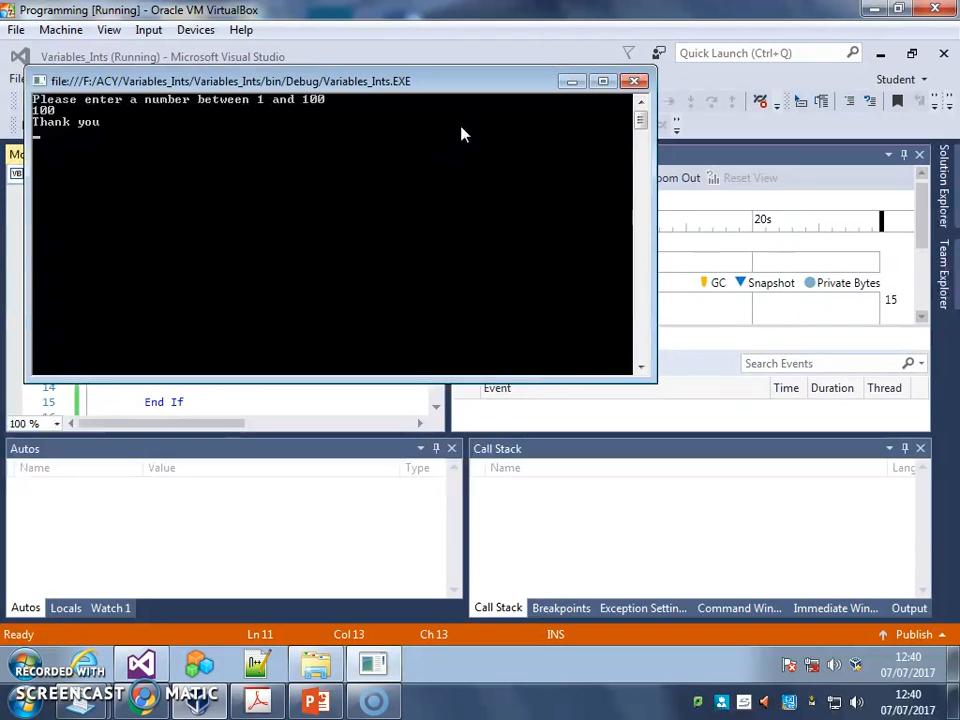 Programming [Running] - Oracle VM VirtualBox
File Machine View Input Devices Help
Variables_Ints (Running) - Microsoft Visual Studio
Quick Launch (Ctrl+Q)
Student
file:///F:/ACY/Variables_Ints/Variables_Ints/bin/Debug/Variables_Ints.EXE
Please enter a number between 1 and 100
100
Thank you
oom Out Reset View
20s
GC Snapshot Private Bytes
15
Search Events
Event Time Duration Thread
Solution Explorer
Team Explorer
14
15 End If
100 %
Autos
Name Value Type
Call Stack
Name Lang
Autos Locals Watch 1
Call Stack Breakpoints Exception Settin... Command Win... Immediate Win... Output
Ready Ln 11 Col 13 Ch 13 INS Publish
12:40
07/07/2017
RECORDED WITH
SCREENCAST MATIC
12:40
07/07/2017